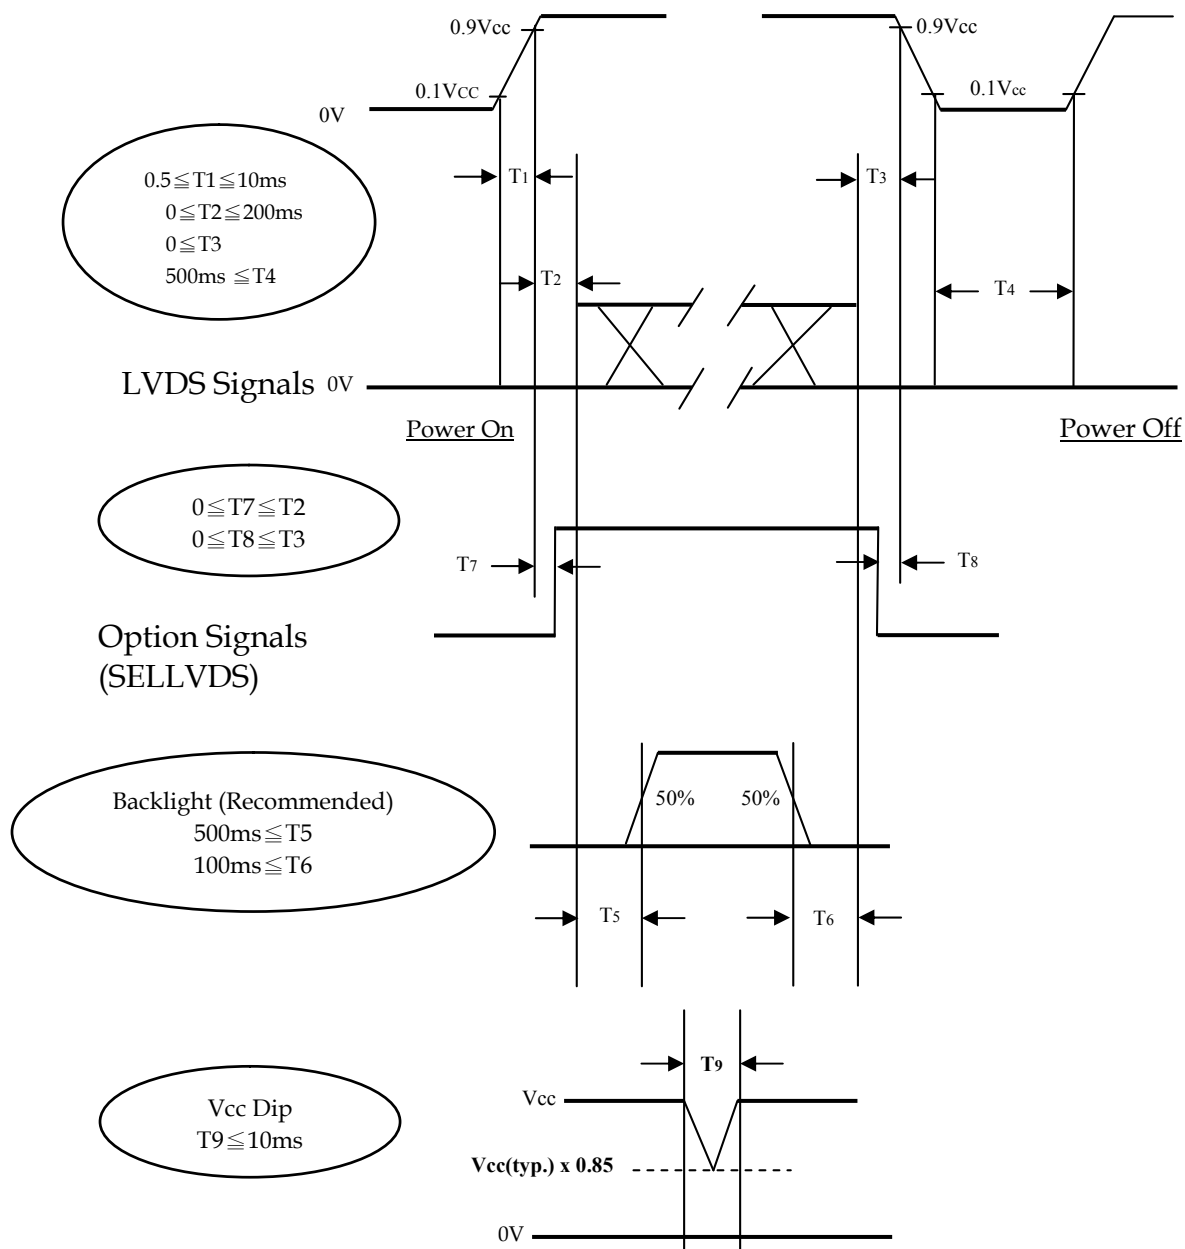 0.9Vcc
0.9Vcc
0.1VCC
0.1Vcc
0V
0.5≦T1≦10ms
0≦T2≦200ms
0≦T3
500ms ≦T4
T1
T3
T2
T4
LVDS Signals 0V
Power On
Power Off
0≦T7≦T2
0≦T8≦T3
T7
T8
Option Signals
(SELLVDS)
Backlight (Recommended)
500ms≦T5
100ms≦T6
50%
50%
T5
T6
T9
Vcc Dip
T9≦10ms
Vcc
Vcc(typ.) x 0.85
0V